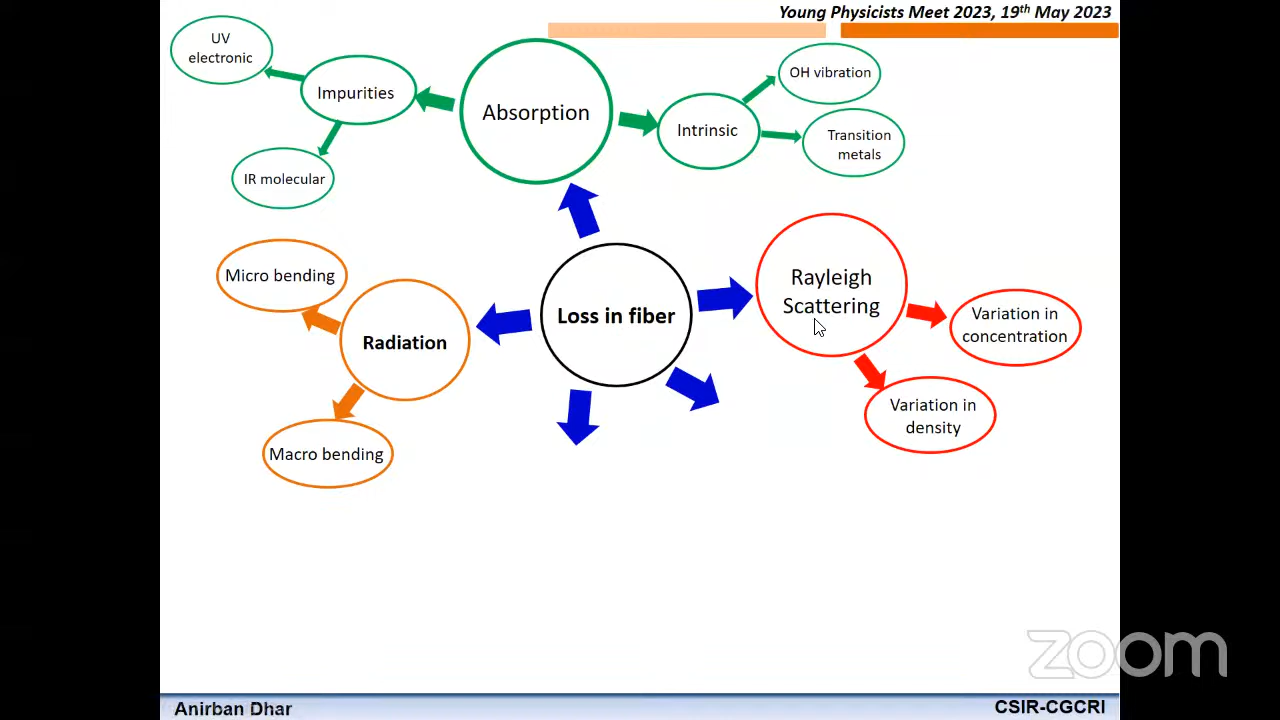 Young Physicists Meet 2023, 19th May 2023
UV
electronic
Impurities
IR molecular
Absorption
Intrinsic
OH vibration
Transition
metals
Micro bending
Radiation
Macro bending
Loss in fiber
Rayleigh
Scattering
Variation in
concentration
Variation in
density
zoom
Anirban Dhar
CSIR-CGCRI